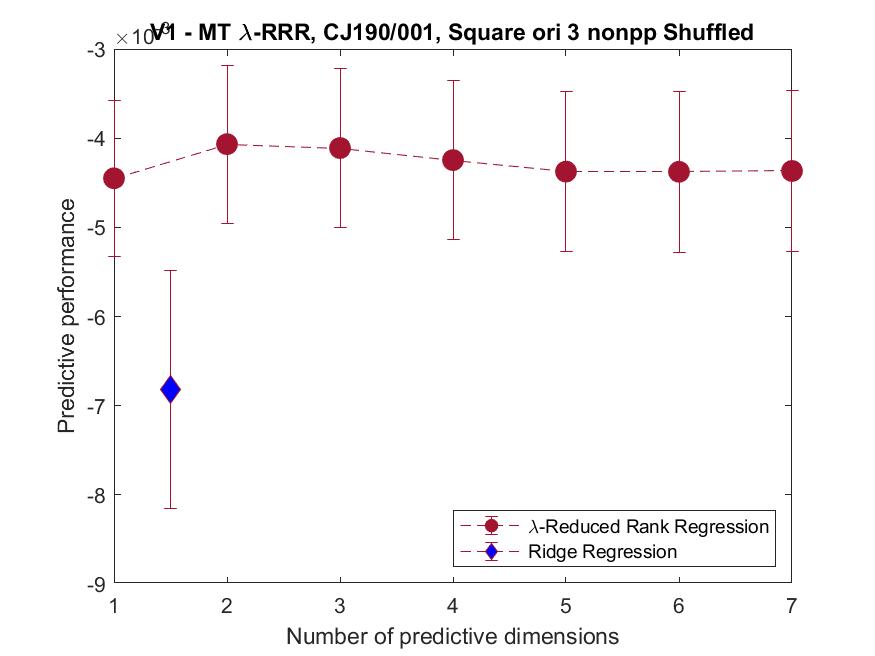 ×10⁻³
V1 - MT λ-RRR, CJ190/001, Square ori 3 nonpp Shuffled
-3
-4
-5
-6
-7
-8
-9
Predictive performance
1 2 3 4 5 6 7
Number of predictive dimensions
λ-Reduced Rank Regression
Ridge Regression